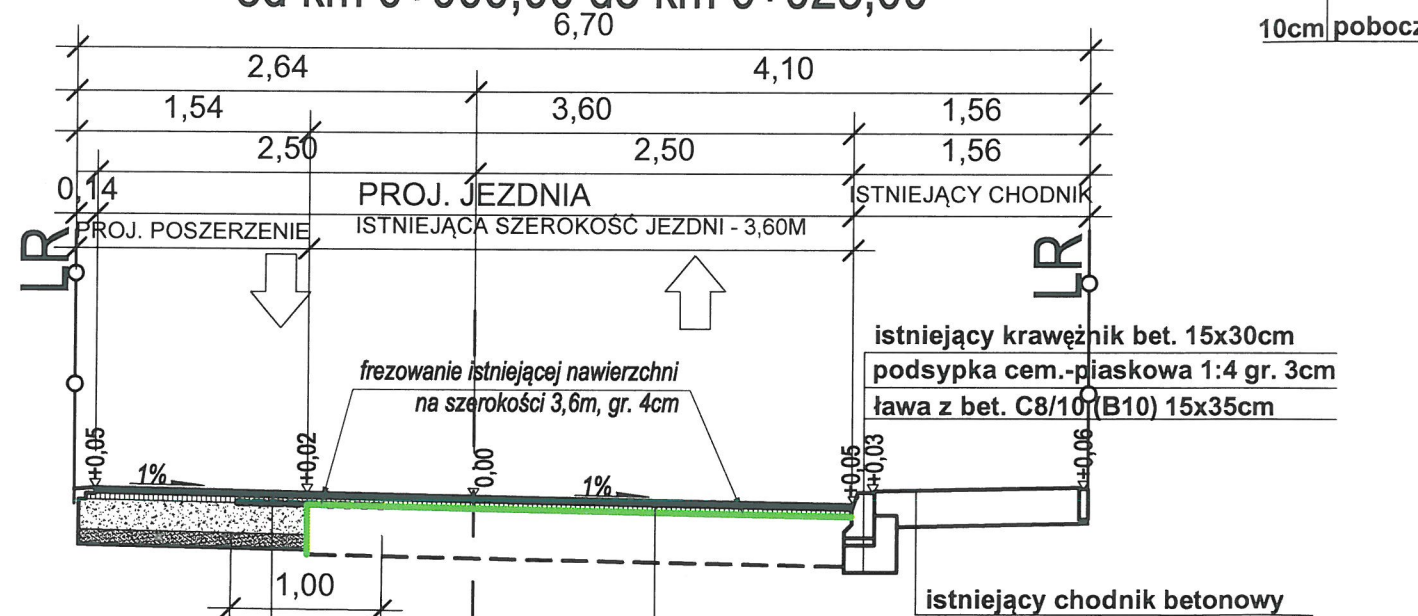 6,70
10cm
2,64 4,10
1,54 3,60 1,56
2,50 2,50 1,56
0,14
PROJ. JEZDNIA
ISTNIEJĄCY CHODNIK
PROJ. POSZERZENIE
ISTNIEJĄCA SZEROKOŚĆ JEZDNI - 3,60M
LR
LR
istniejący krawężnik bet. 15x30cm
podsypka cem.-piaskowa 1:4 gr. 3cm
ława z bet. C8/10 (B10) 15x35cm
frezowanie istniejącej nawierzchni
na szerokości 3,6m, gr. 4cm
+0,05
+0,02
0,00
+0,05
+0,03
+0,06
1%
1%
1,00
istniejący chodnik betonowy